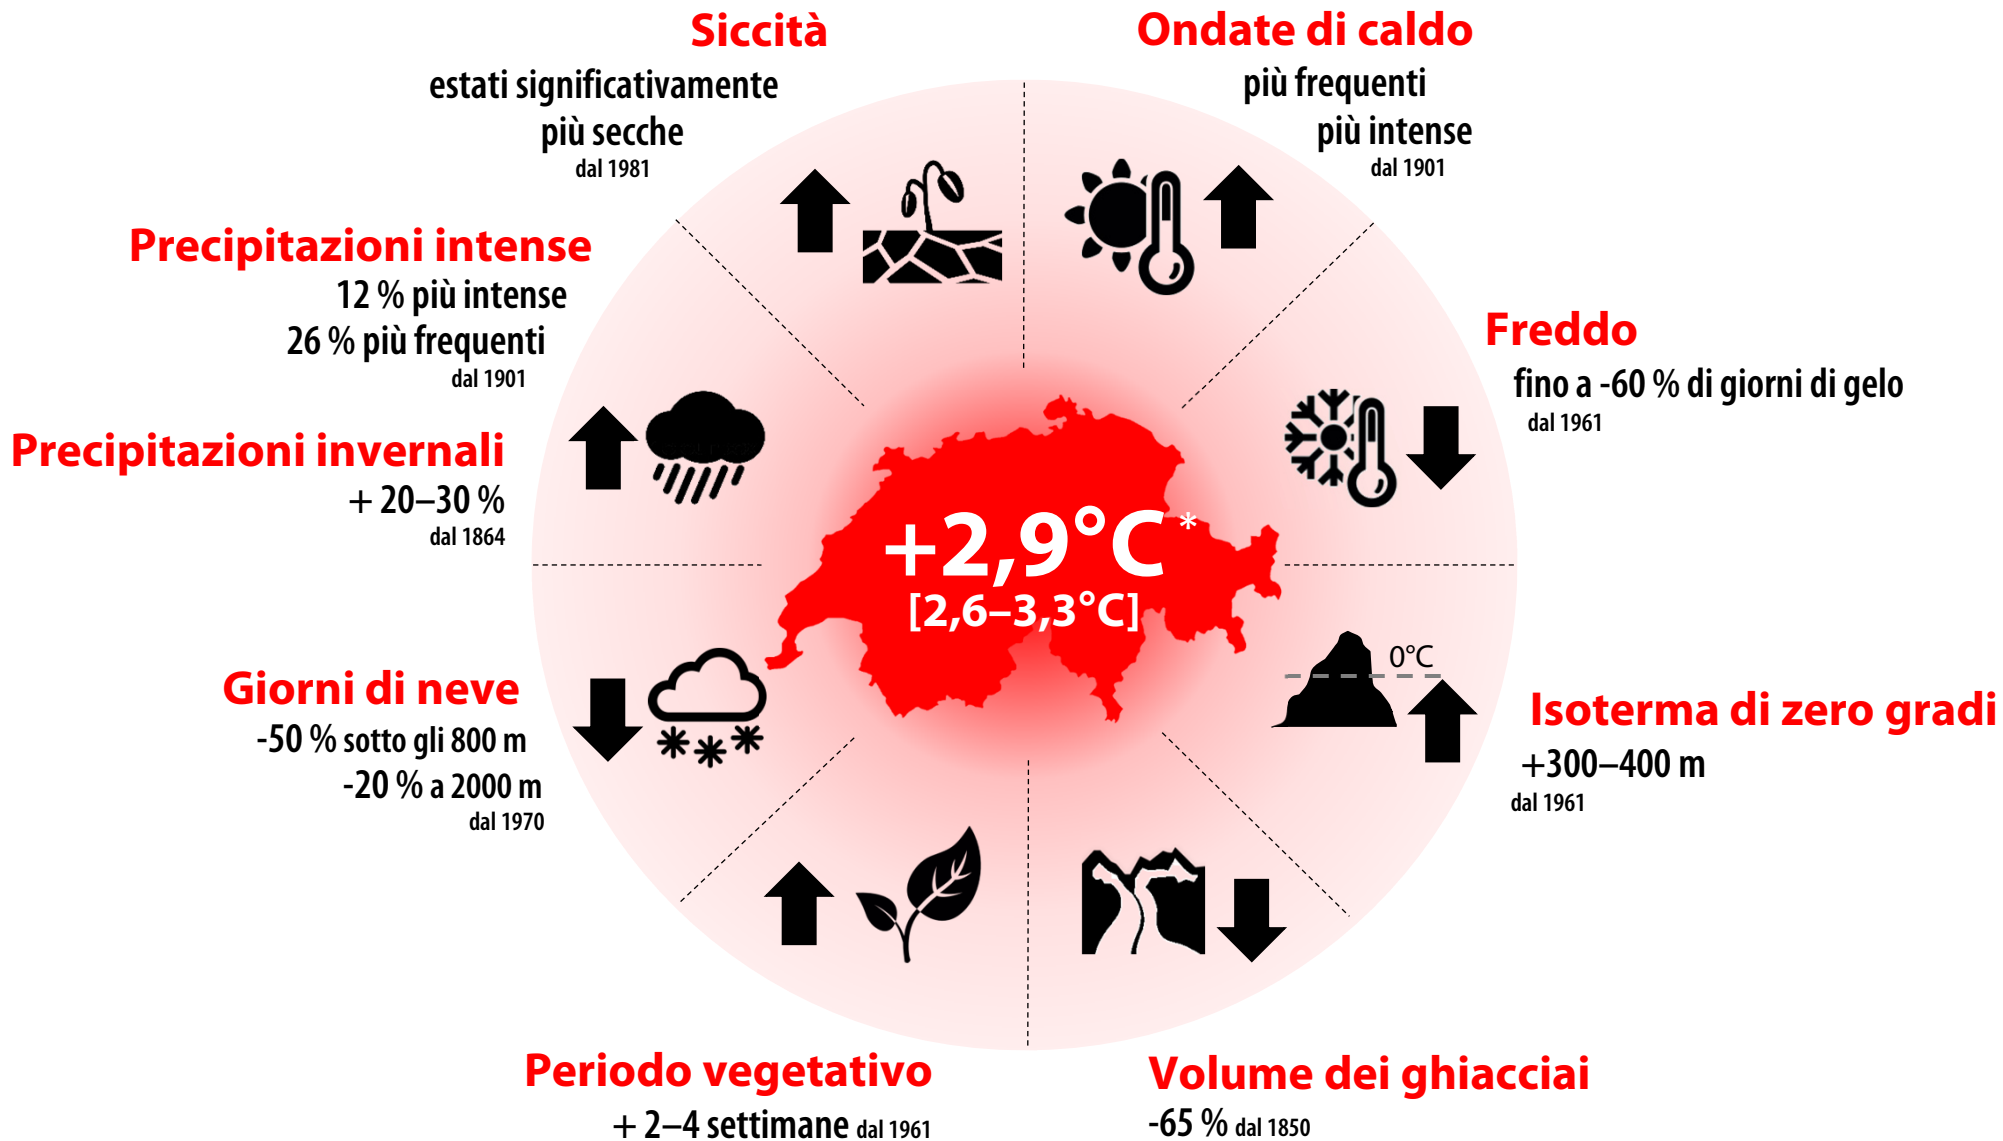 Siccità
estati significativamente
più secche
dal 1981
Ondate di caldo
più frequenti
più intense
dal 1901
Precipitazioni intense
12 % più intense
26 % più frequenti
dal 1901
Freddo
fino a -60 % di giorni di gelo
dal 1961
Precipitazioni invernali
+ 20–30 %
dal 1864
+2,9°C *
[2,6–3,3°C]
Giorni di neve
-50 % sotto gli 800 m
-20 % a 2000 m
dal 1970
0°C
Isoterma di zero gradi
+300–400 m
dal 1961
Periodo vegetativo
+ 2–4 settimane dal 1961
Volume dei ghiacciai
-65 % dal 1850